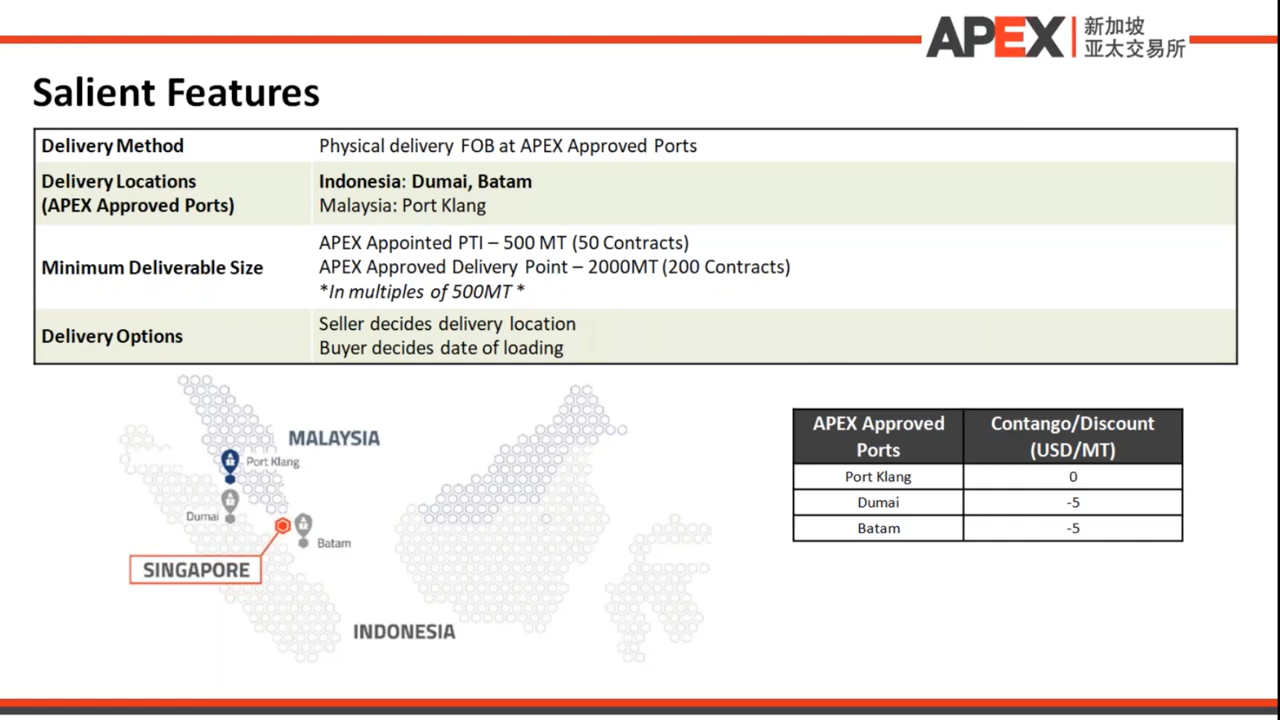 APEX
新加坡
亚太交易所
Salient Features
Delivery Method
Physical delivery FOB at APEX Approved Ports
Delivery Locations
(APEX Approved Ports)
Indonesia: Dumai, Batam
Malaysia: Port Klang
Minimum Deliverable Size
APEX Appointed PTI – 500 MT (50 Contracts)
APEX Approved Delivery Point – 2000MT (200 Contracts)
*In multiples of 500MT *
Delivery Options
Seller decides delivery location
Buyer decides date of loading
MALAYSIA
Port Klang
Dumai
Batam
SINGAPORE
INDONESIA
APEX Approved
Ports
Contango/Discount
(USD/MT)
Port Klang
0
Dumai
-5
Batam
-5